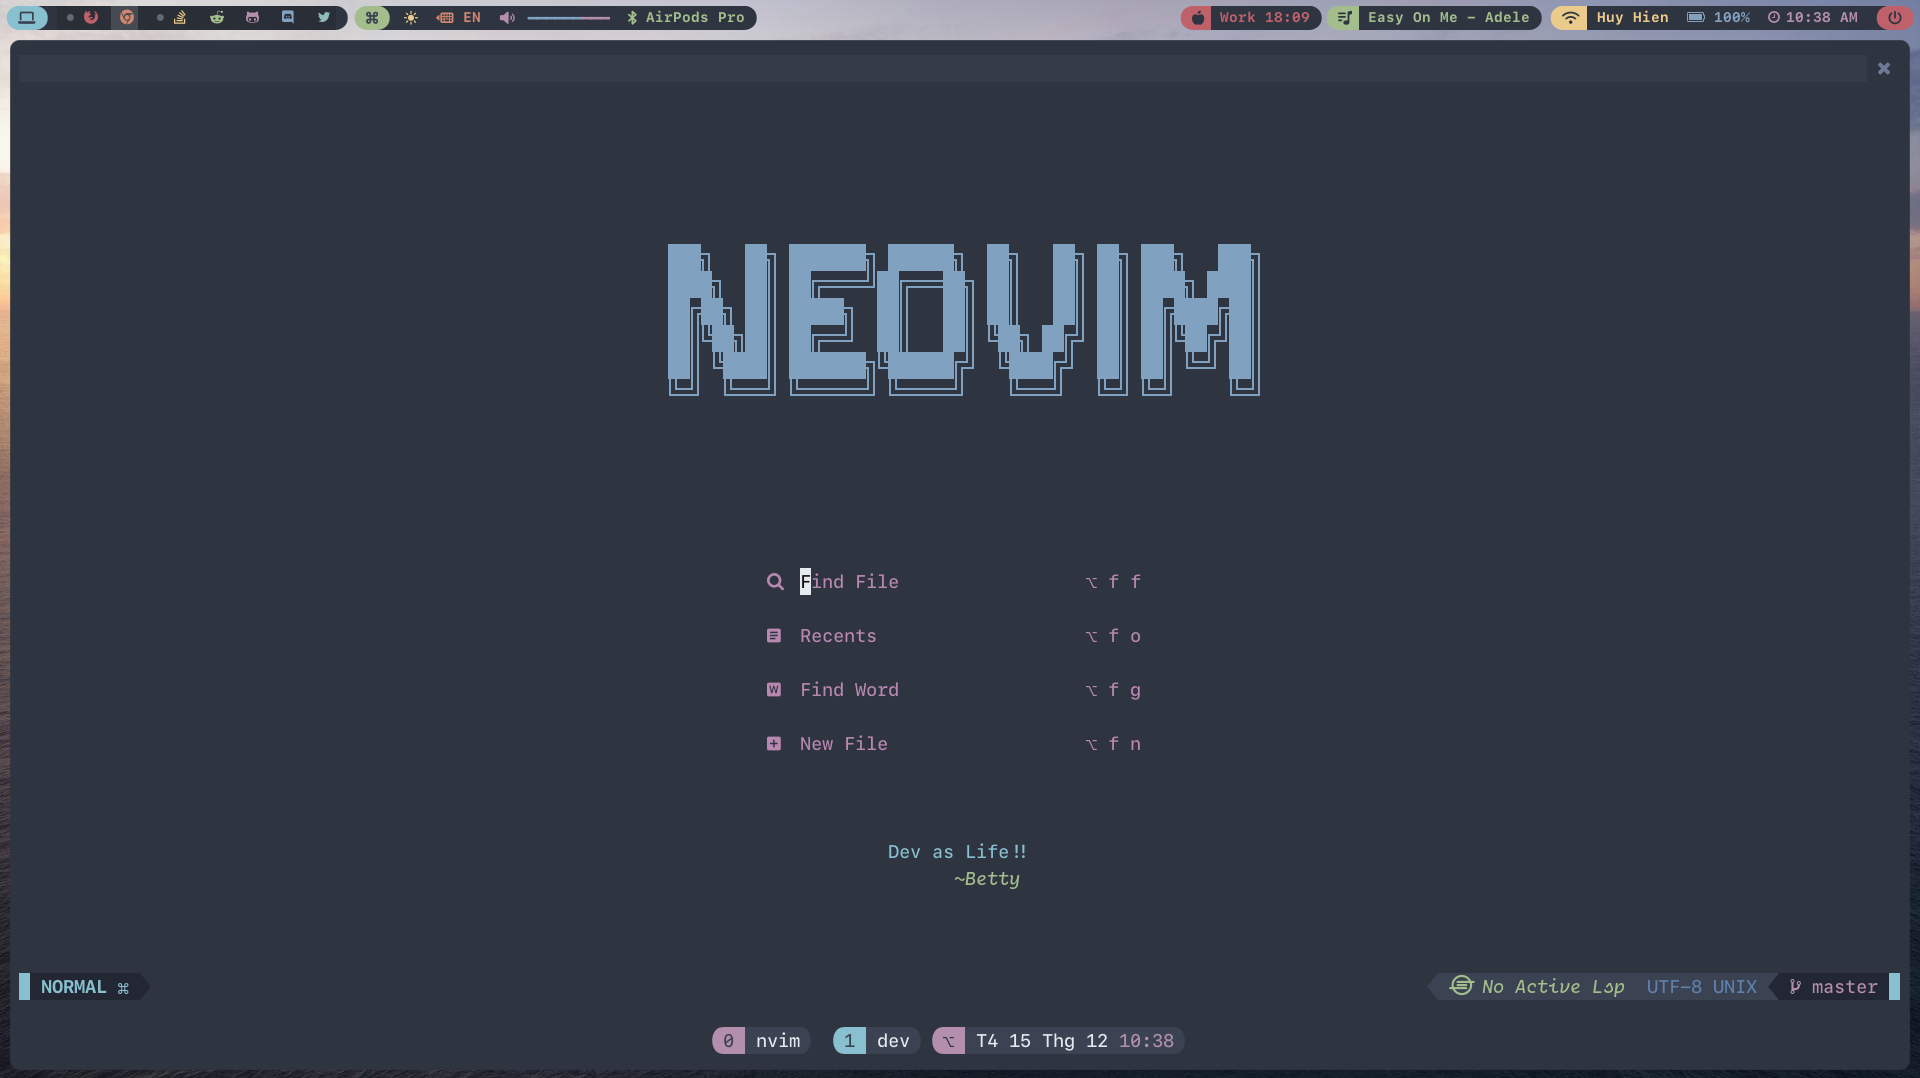 EN AirPods Pro Work 18:09 Easy On Me – Adele Huy Hien 100% 10:38 AM
NEOVIM
Find File ⌥ f f
Recents ⌥ f o
Find Word ⌥ f g
New File ⌥ f n
Dev as Life!!
~Betty
NORMAL ⌘ No Active Lsp UTF-8 UNIX master
0 nvim 1 dev ⌥ T4 15 Thg 12 10:38